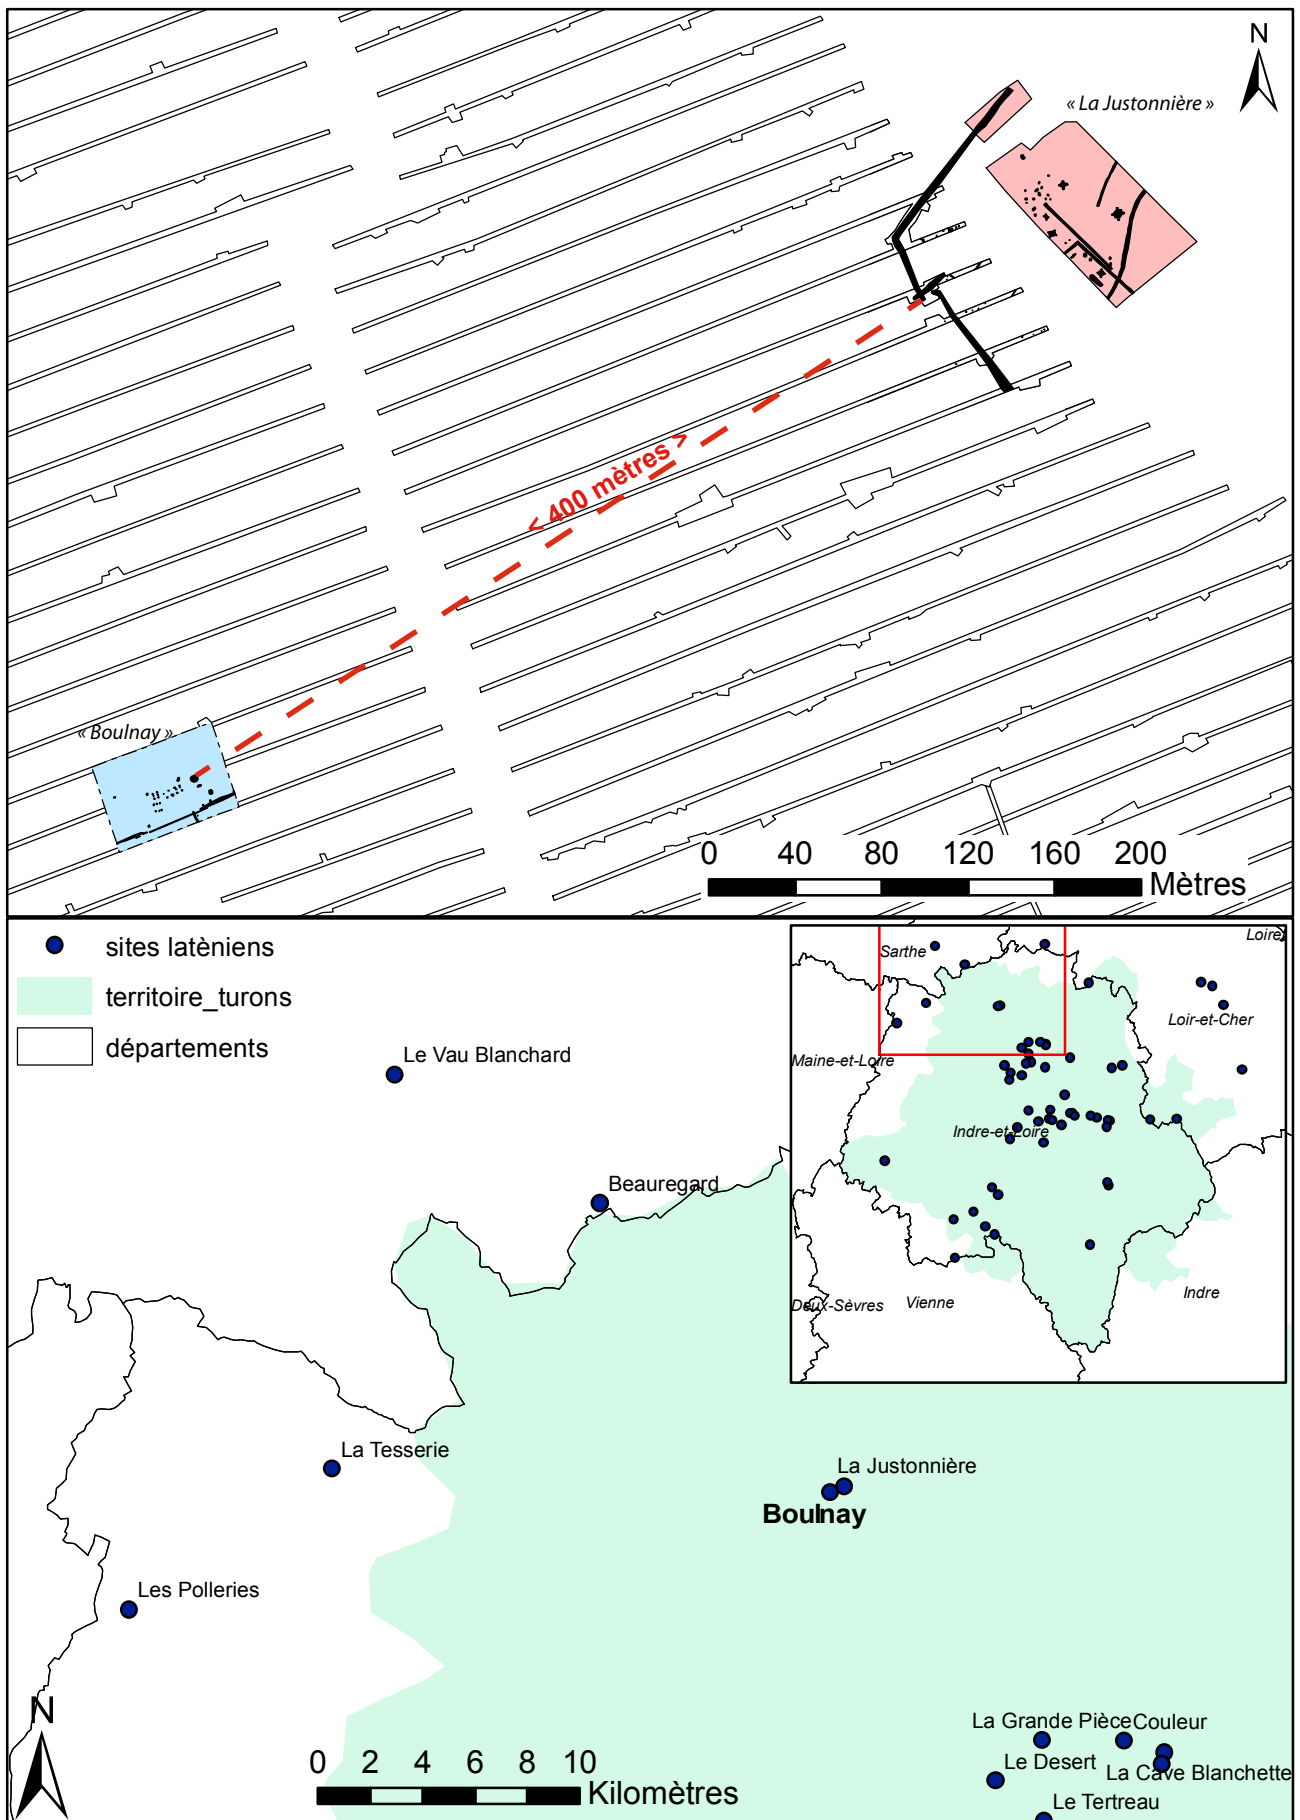 N
« La Justonnière »
< 400 mètres >
« Boulnay »
0 40 80 120 160 200
Mètres
sites latèniens
territoire_turons
départements
Le Vau Blanchard
Beauregard
La Tesserie
La Justonnière
Boulnay
Les Polleries
Sarthe
Loire
Loir-et-Cher
Maine-et-Loire
Indre-et-Loire
Deux-Sèvres
Vienne
Indre
La Grande Pièce
Couleur
Le Desert
La Cave Blanchette
Le Tertreau
N
0 2 4 6 8 10
Kilomètres